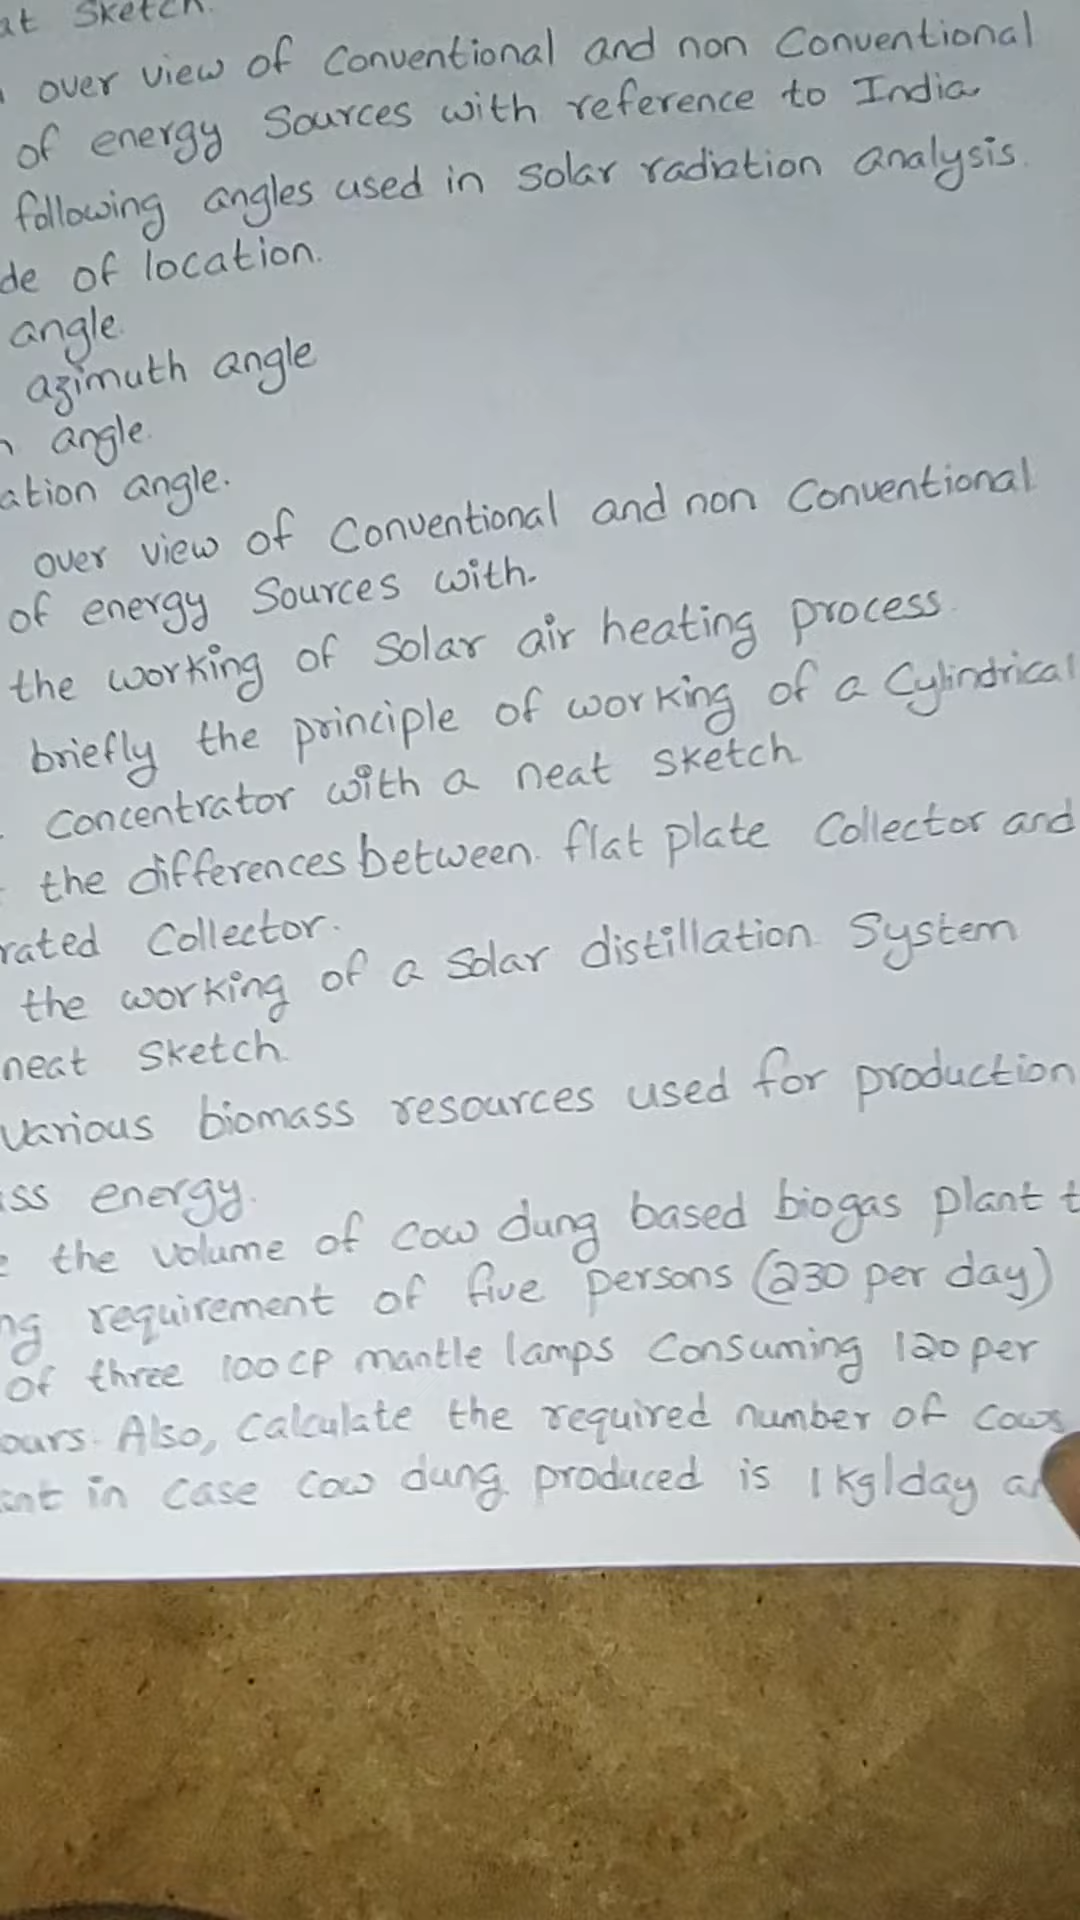 at Sketch.
over view of Conventional and non Conventional
of energy Sources with reference to India
following angles used in solar radiation analysis.
de of location.
angle.
azimuth angle
angle.
ation angle.
over view of Conventional and non Conventional
of energy Sources with.
the working of Solar air heating process.
briefly the principle of working of a Cylindrical
Concentrator with a neat sketch
the differences between flat plate Collector and
rated Collector.
the working of a Solar distillation System
neat Sketch.
various biomass resources used for production
ss energy.
e the volume of cow dung based biogas plant t
ng requirement of five persons (@30 per day)
of three 100CP mantle lamps Consuming 120 per
ours. Also, Calculate the required number of Cows
ant in case Cow dung produced is 1kg/day